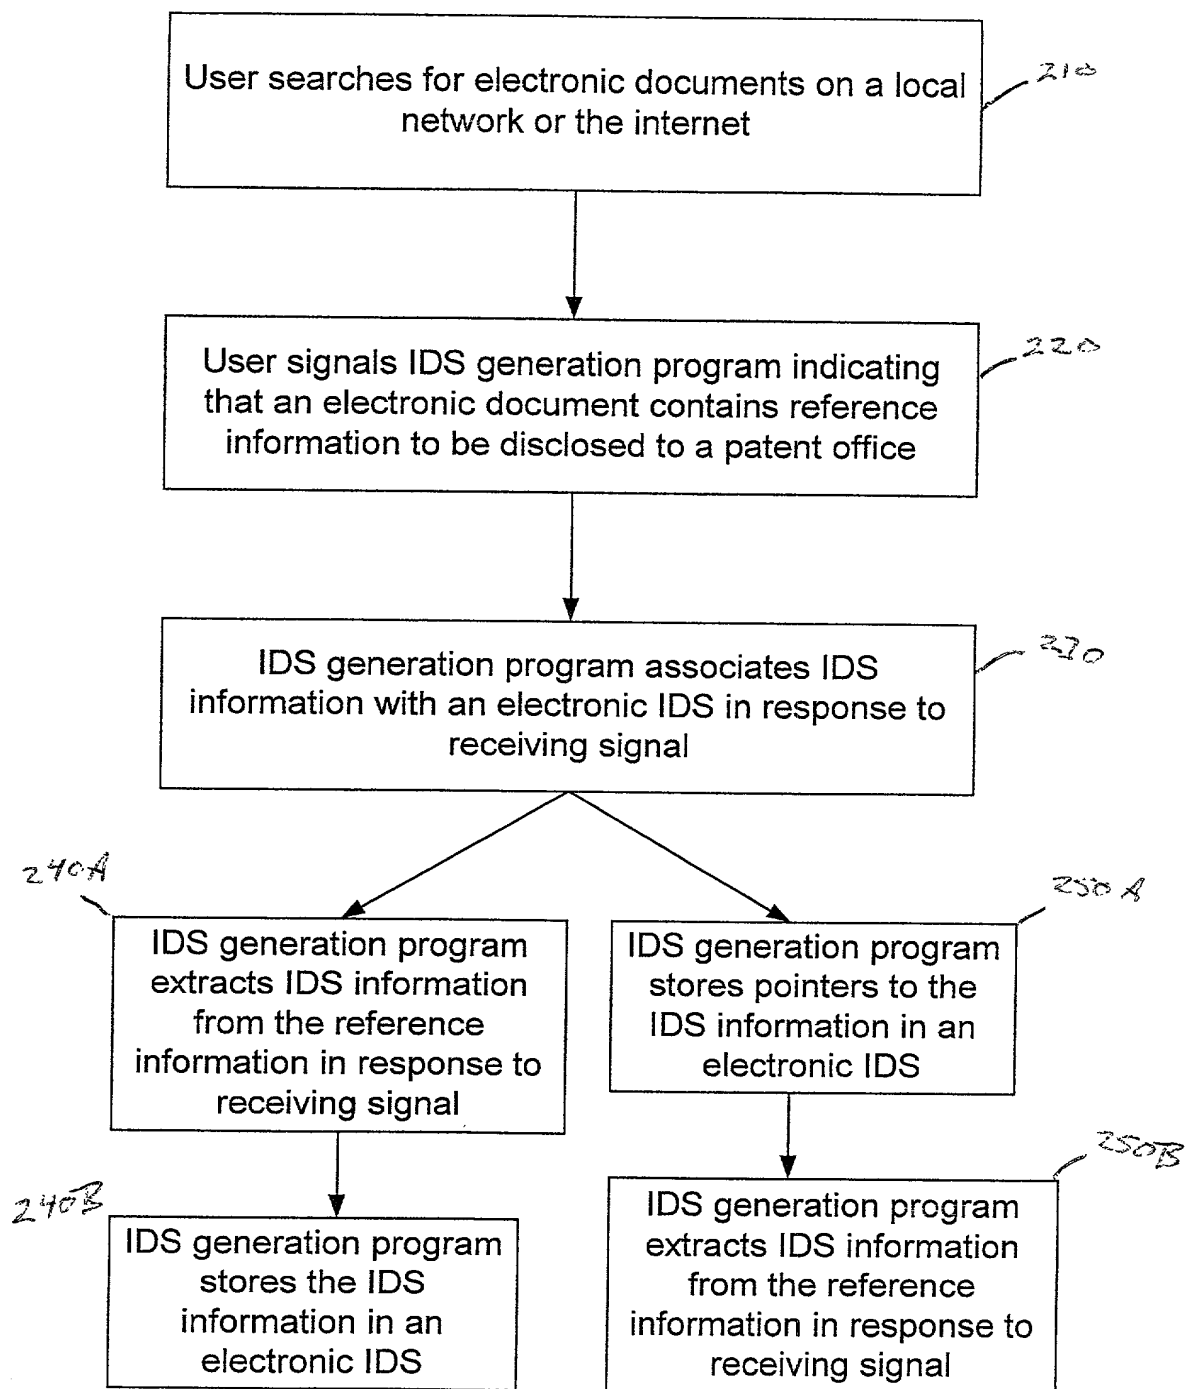 User searches for electronic documents on a local
network or the internet
210
User signals IDS generation program indicating
that an electronic document contains reference
information to be disclosed to a patent office
220
IDS generation program associates IDS
information with an electronic IDS in response to
receiving signal
230
240A
IDS generation program
extracts IDS information
from the reference
information in response to
receiving signal
250A
IDS generation program
stores pointers to the
IDS information in an
electronic IDS
240B
IDS generation program
stores the IDS
information in an
electronic IDS
250B
IDS generation program
extracts IDS information
from the reference
information in response to
receiving signal